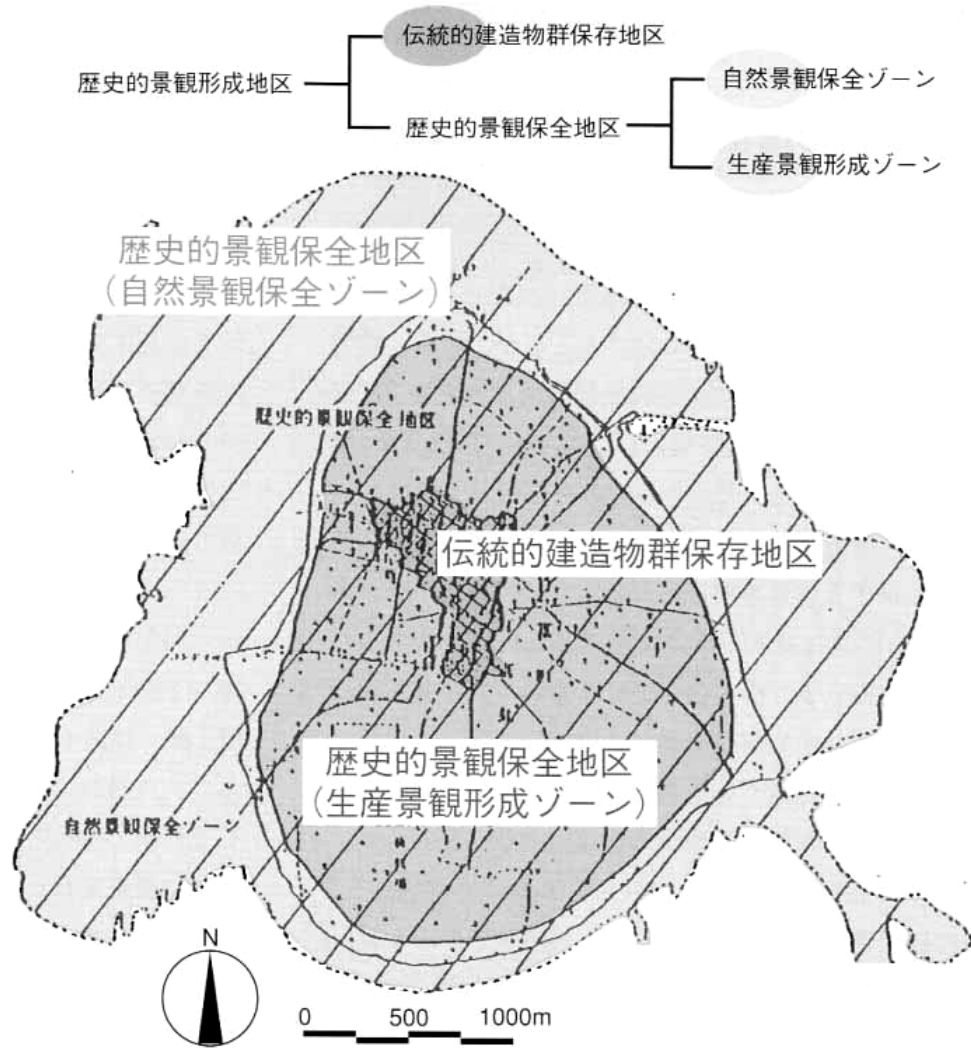 伝統的建造物群保存地区
歴史的景観形成地区
自然景観保全ゾーン
歴史的景観保全地区
生産景観形成ゾーン
歴史的景観保全地区
（自然景観保全ゾーン）
歴史的景観保全地区
伝統的建造物群保存地区
歴史的景観保全地区
（生産景観形成ゾーン）
自然景観保全ゾーン
N
0 500 1000m